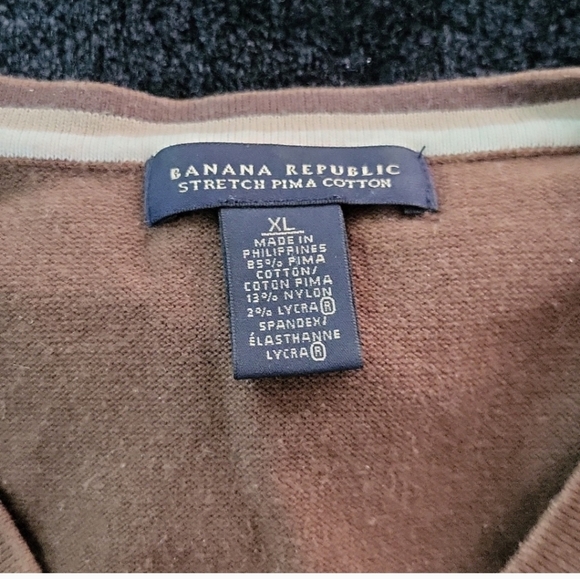 BANANA REPUBLIC
STRETCH PIMA COTTON
XL
MADE IN
PHILIPPINES
85% PIMA
COTTON/
COTON PIMA
13% NYLON
2% LYCRA®
SPANDEX/
ÉLASTHANNE
LYCRA®